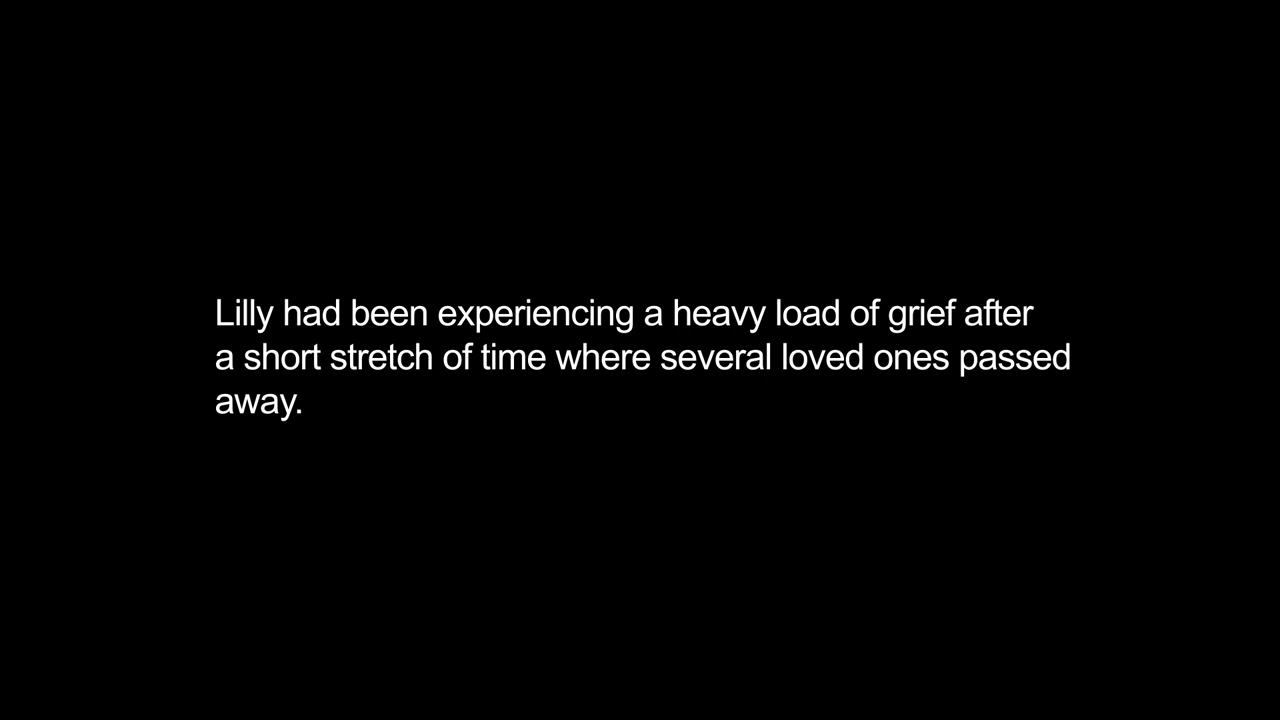 Lilly had been experiencing a heavy load of grief after
a short stretch of time where several loved ones passed
away.